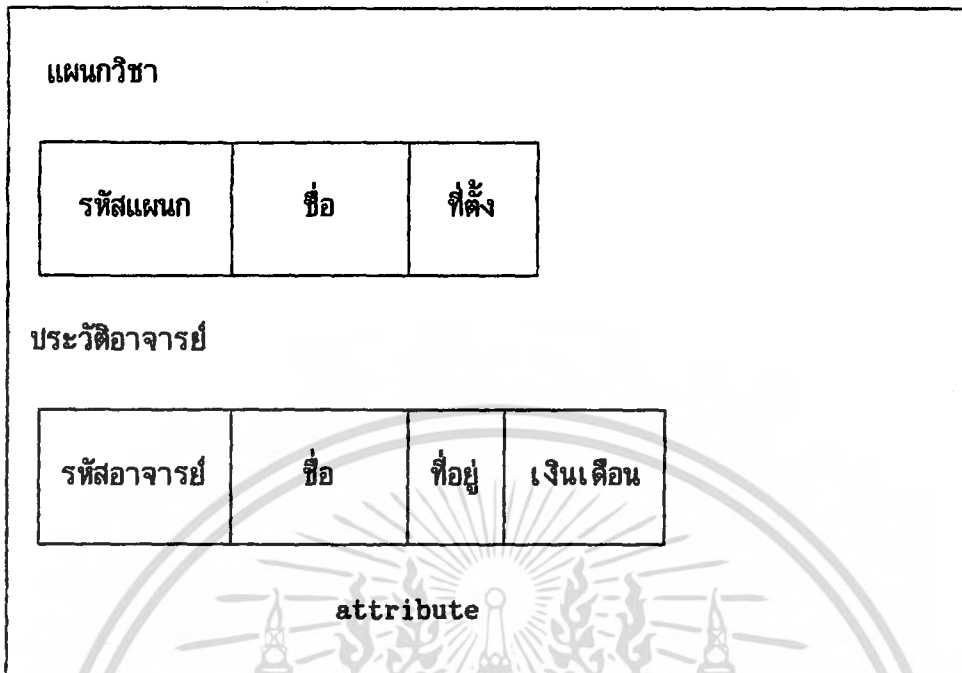 แผนกวิชา
รหัสแผนก ชื่อ ที่ตั้ง
ประวัติอาจารย์
รหัสอาจารย์ ชื่อ ที่อยู่ เงินเดือน
attribute